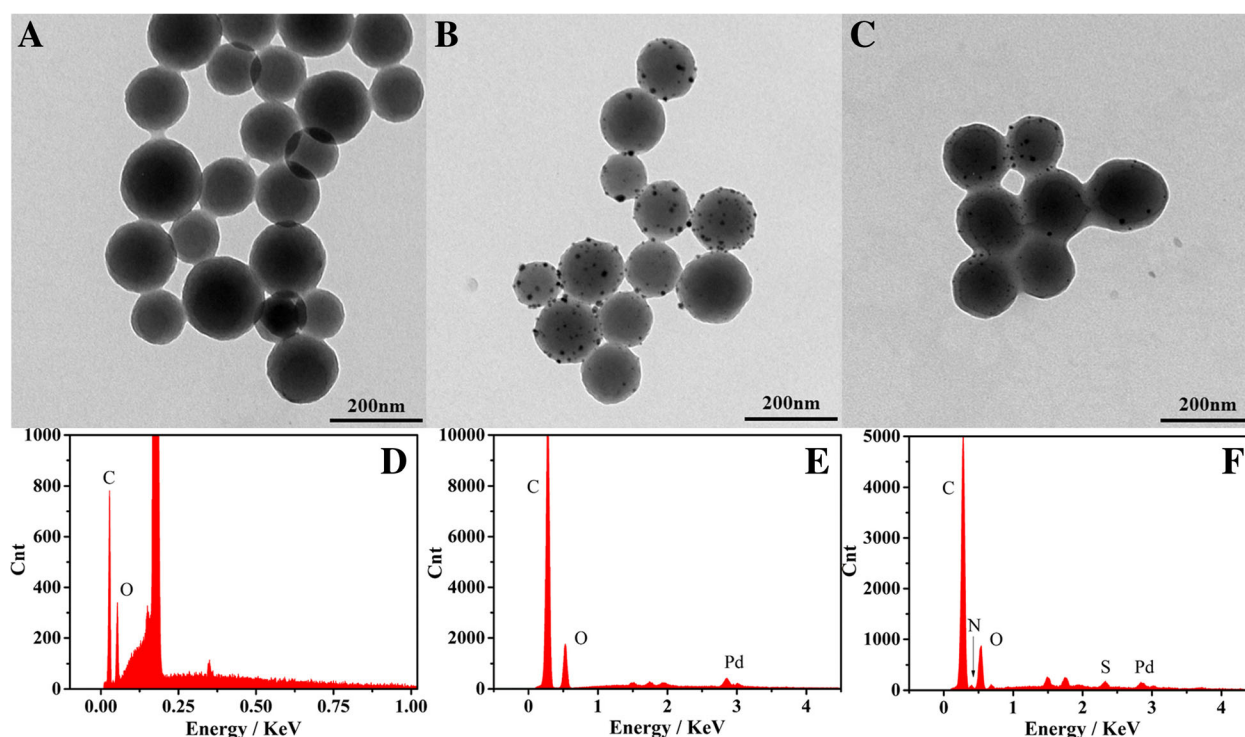 A
B
C
200nm
200nm
200nm
D
1000
800
600
400
200
0
C
O
Cnt
0.00
0.25
0.50
0.75
1.00
Energy / KeV
E
10000
8000
6000
4000
2000
0
C
O
Pd
Cnt
0
1
2
3
4
Energy / KeV
F
5000
4000
3000
2000
1000
0
C
N
O
S
Pd
Cnt
0
1
2
3
4
Energy / KeV